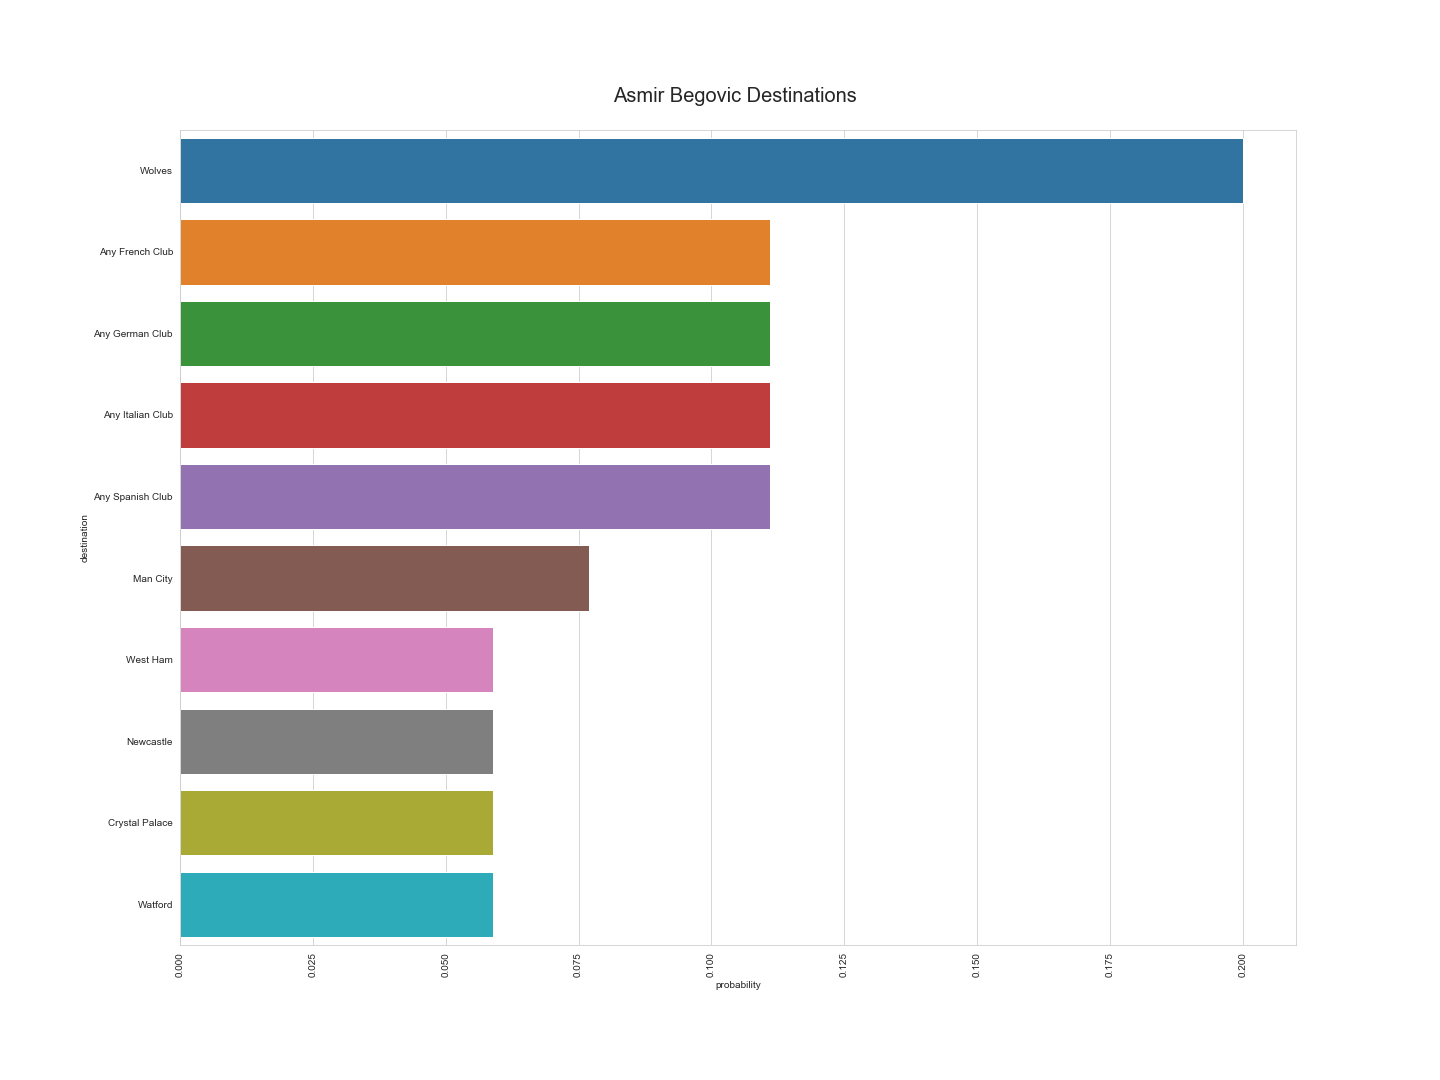 Asmir Begovic Destinations
Wolves
Any French Club
Any German Club
Any Italian Club
Any Spanish Club
destination
Man City
West Ham
Newcastle
Crystal Palace
Watford
0.000
0.025
0.050
0.075
0.100
0.125
0.150
0.175
0.200
probability